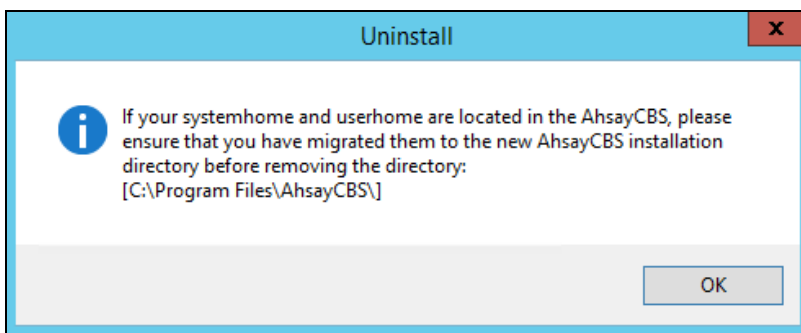 Uninstall
x
If your systemhome and userhome are located in the AhsayCBS, please
ensure that you have migrated them to the new AhsayCBS installation
directory before removing the directory:
[C:\Program Files\AhsayCBS\]
OK